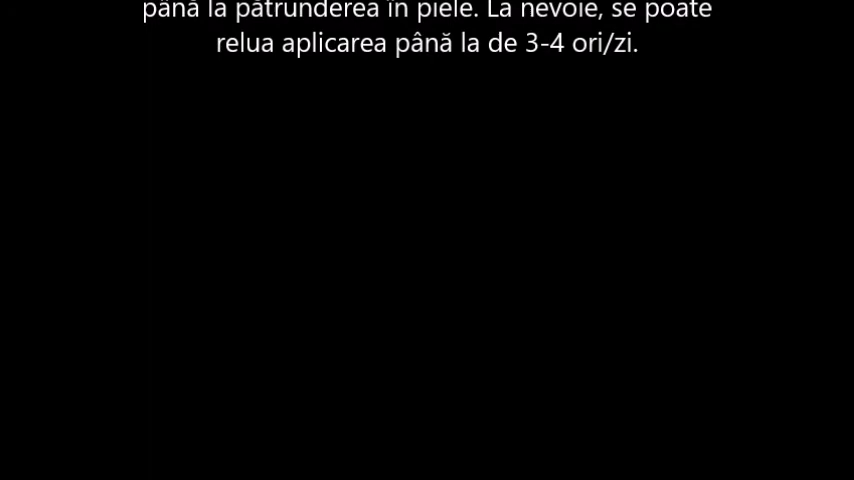 până la pătrunderea în piele. La nevoie, se poate
relua aplicarea până la de 3-4 ori/zi.